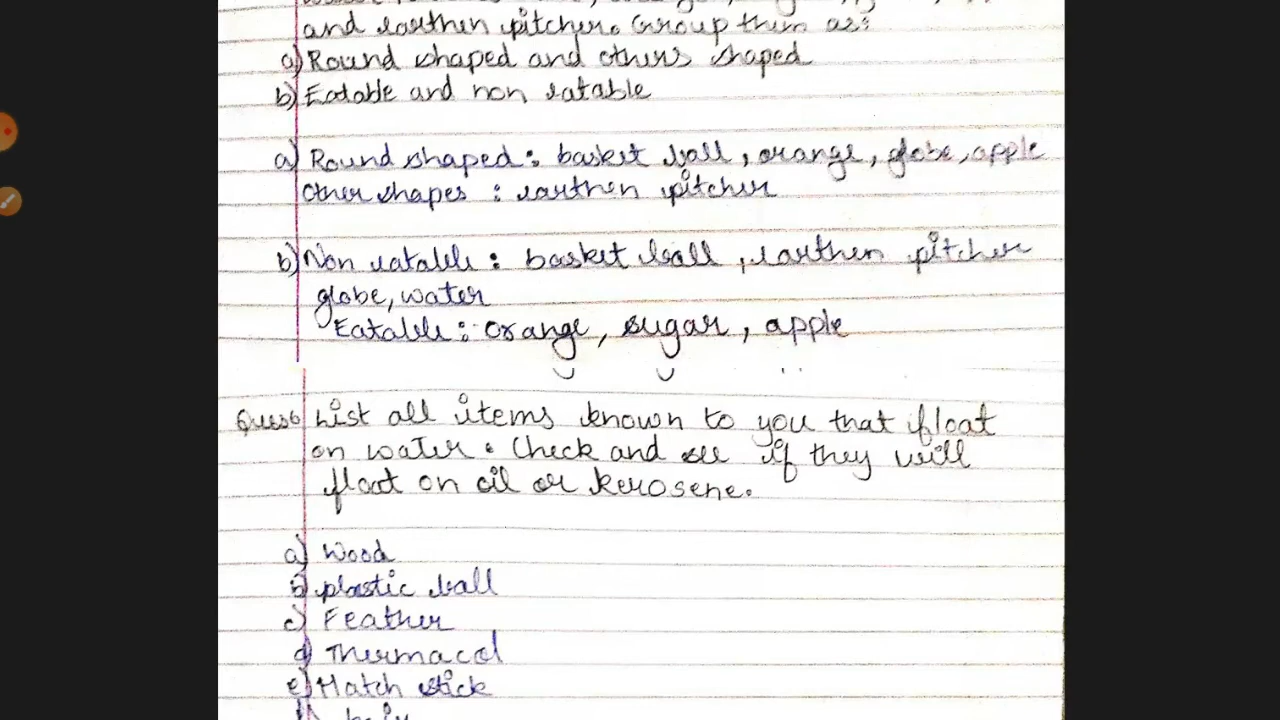 and earthen pitcher. Group them as:
a) Round shaped and others shaped
b) Eatable and non eatable
a) Round shaped: basket ball, orange, globe, apple
Other shapes : earthen pitcher
b) Non eatable : basket ball, earthen pitcher
globe, water
Eatable : orange, sugar, apple
Ques6 List all items known to you that float
on water. Check and see if they will
float on oil or kerosene.
a) Wood
b) plastic ball
c) Feather
d) Thermacol
e) Match stick